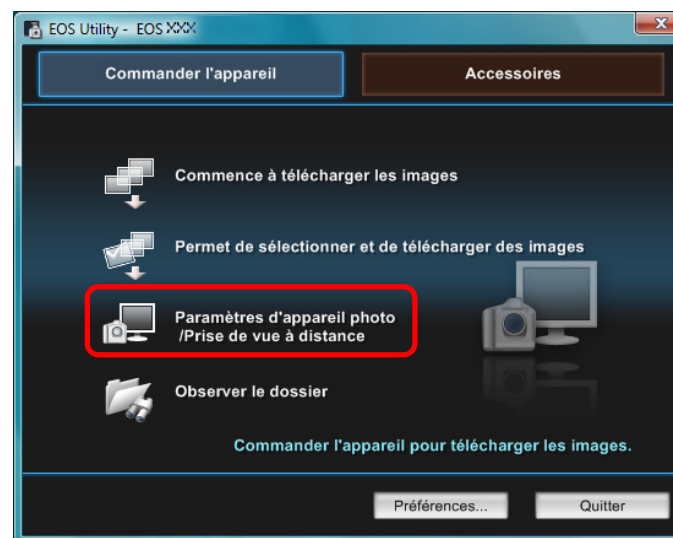 EOS Utility - EOS XXX
Commander l'appareil
Accessoires
Commence à télécharger les images
Permet de sélectionner et de télécharger des images
Paramètres d'appareil photo
/Prise de vue à distance
Observer le dossier
Commander l'appareil pour télécharger les images.
Préférences...
Quitter